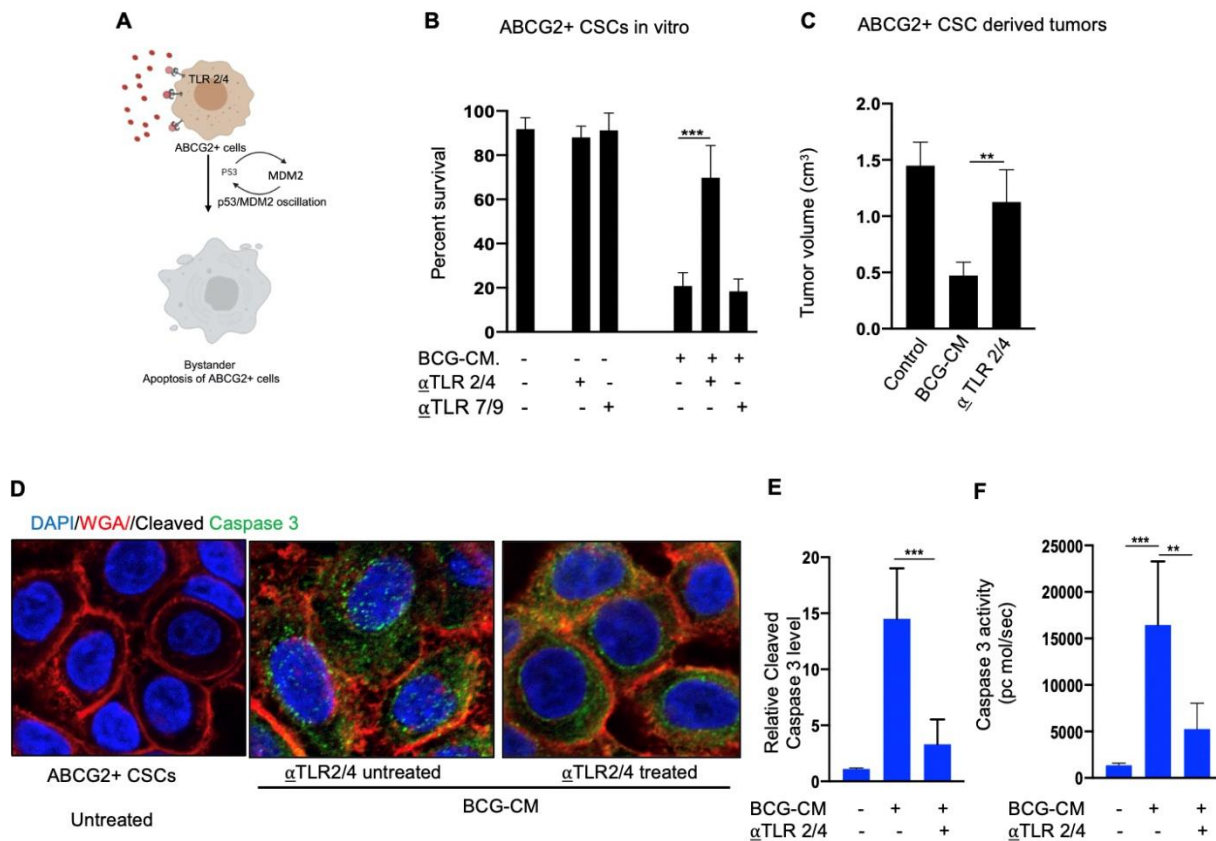 A
TLR 2/4
ABCG2+ cells
P53
MDM2
p53/MDM2 oscillation
Bystander
Apoptosis of ABCG2+ cells
B
ABCG2+ CSCs in vitro
Percent survival
100
80
60
40
20
0
***
BCG-CM. - - - + + +
αTLR 2/4 - + - - + -
αTLR 7/9 - - + - - +
C
ABCG2+ CSC derived tumors
Tumor volume (cm³)
2.0
1.5
1.0
0.5
0.0
**
Control
BCG-CM
α TLR 2/4
D
DAPI/WGA//Cleaved Caspase 3
ABCG2+ CSCs
Untreated
αTLR2/4 untreated
αTLR2/4 treated
BCG-CM
E
Relative Cleaved
Caspase 3 level
20
15
10
5
0
***
BCG-CM - + +
αTLR 2/4 - - +
F
Caspase 3 activity
(pc mol/sec)
25000
20000
15000
10000
5000
0
*** **
BCG-CM - + +
αTLR 2/4 - - +